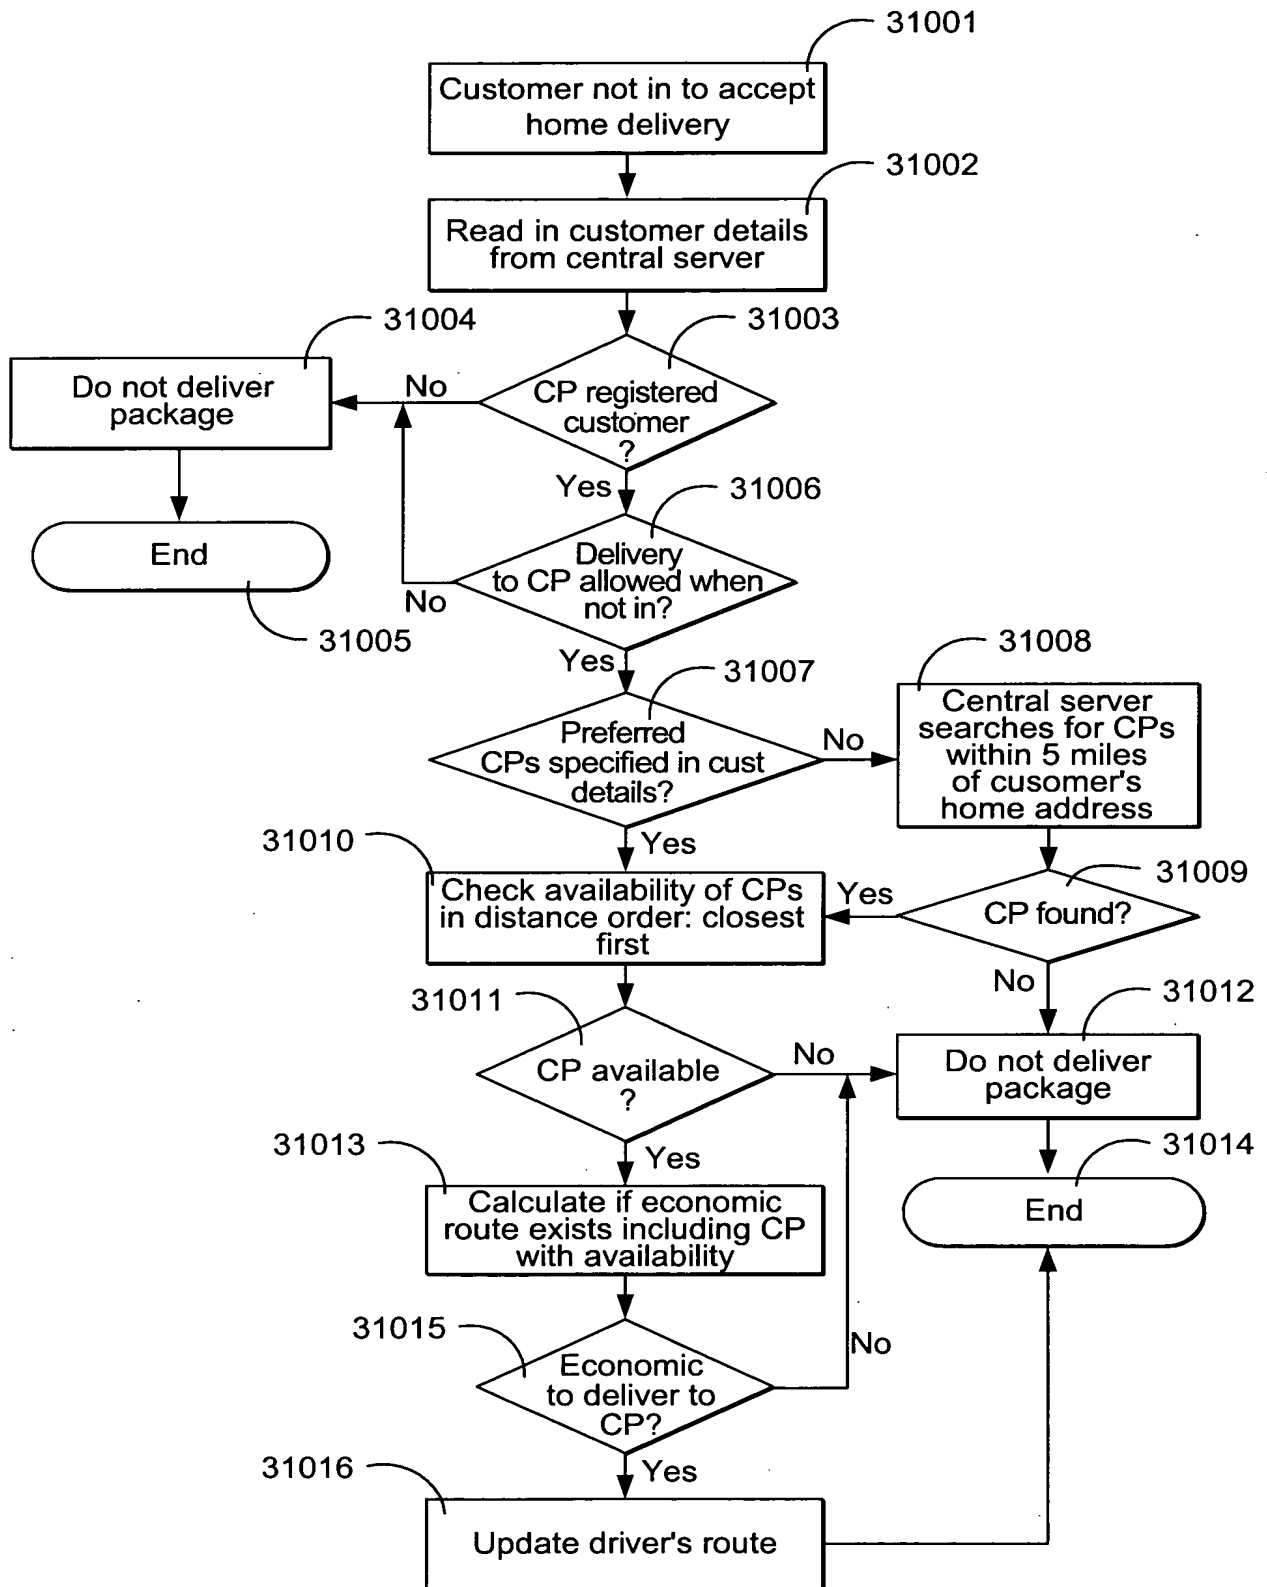 31001
Customer not in to accept
home delivery
31002
Read in customer details
from central server
31003
CP registered
customer
?
No
31004
Do not deliver
package
End
31005
Yes
31006
Delivery
to CP allowed when
not in?
No
Yes
31007
Preferred
CPs specified in cust
details?
No
31008
Central server
searches for CPs
within 5 miles
of cusomer's
home address
Yes
31010
Check availability of CPs
in distance order: closest
first
31009
CP found?
Yes
No
31011
CP available
?
No
31012
Do not deliver
package
31014
End
Yes
31013
Calculate if economic
route exists including CP
with availability
31015
Economic
to deliver to
CP?
No
Yes
31016
Update driver's route